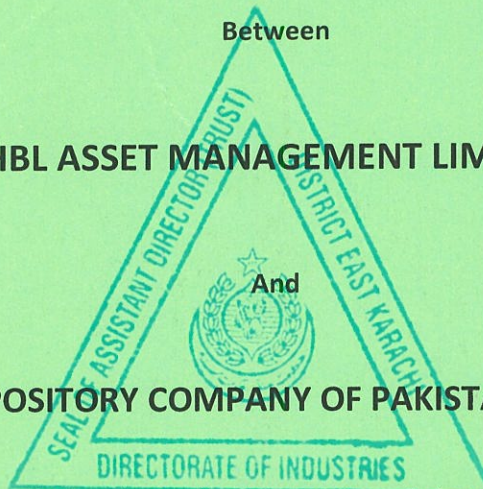 Between
HBL ASSET MANAGEMENT LIM
And
POSITORY COMPANY OF PAKISTA
SEAL OF ASSISTANT DIRECTOR (TRUST)
DISTRICT EAST KARACHI
DIRECTORATE OF INDUSTRIES